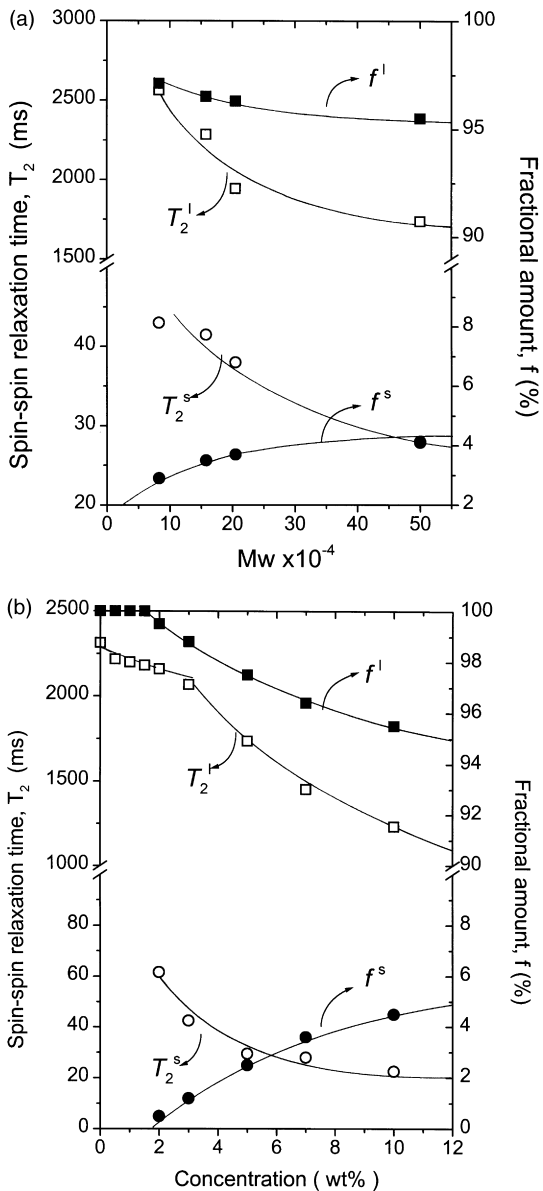 (a)
3000
2500
2000
1500
40
30
20
100
95
90
8
6
4
2
f l
T2 l
T2 s
f s
Spin-spin relaxation time, T2 (ms)
Fractional amount, f (%)
0 10 20 30 40 50
Mw x10-4
(b)
2500
2000
1500
1000
80
60
40
20
0
100
98
96
94
92
90
8
6
4
2
0
f l
T2 l
T2 s
f s
Spin-spin relaxation time, T2 (ms)
Fractional amount, f (%)
0 2 4 6 8 10 12
Concentration ( wt% )